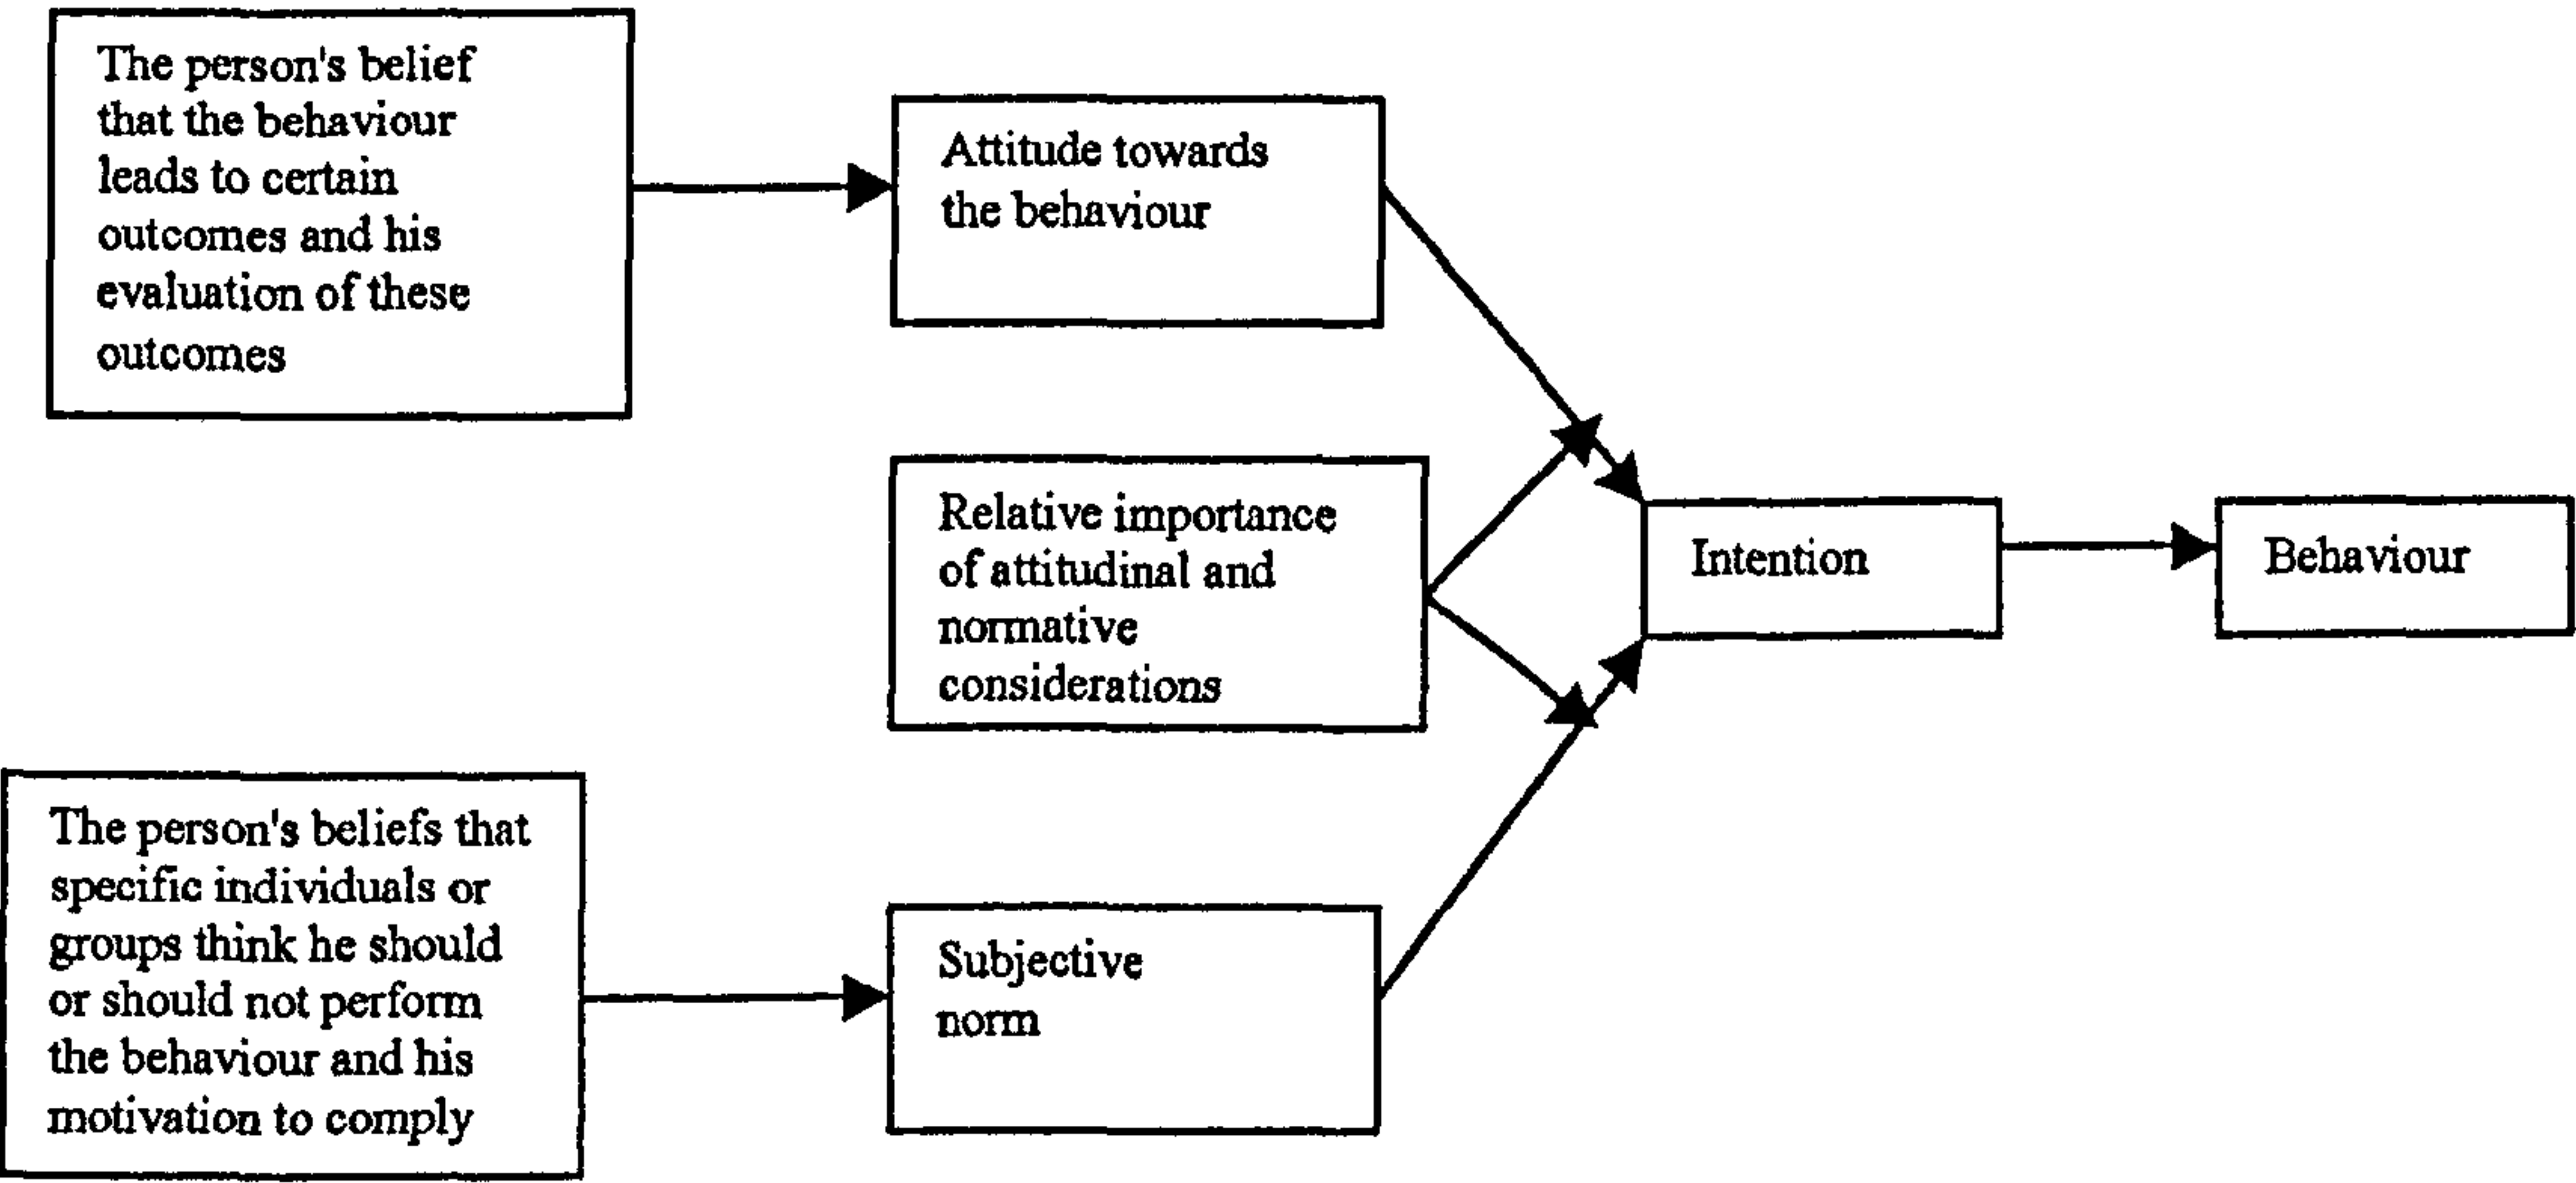 The person's belief
that the behaviour
leads to certain
outcomes and his
evaluation of these
outcomes
Attitude towards
the behaviour
Relative importance
of attitudinal and
normative
considerations
Intention
Behaviour
The person's beliefs that
specific individuals or
groups think he should
or should not perform
the behaviour and his
motivation to comply
Subjective
norm